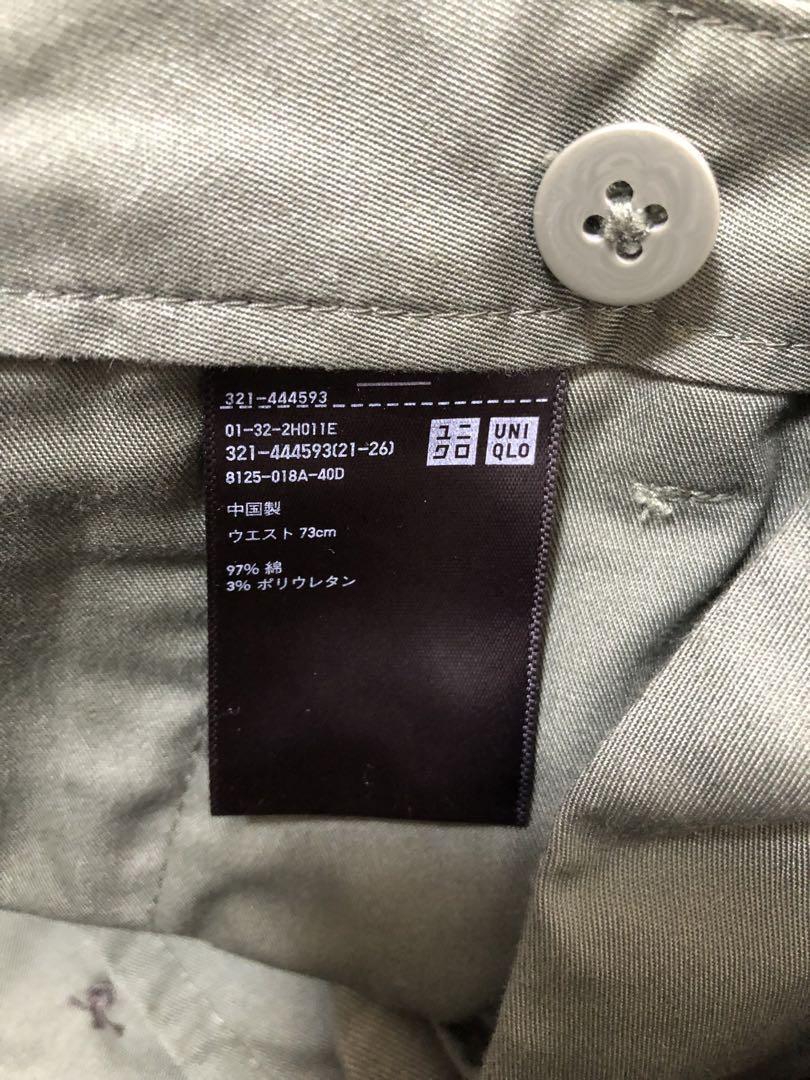 321-444593
01-32-2H011E
321-444593(21-26)
8125-018A-40D
ユニ
クロ
UNI
QLO
中国製
ウエスト 73cm
97% 綿
3% ポリウレタン